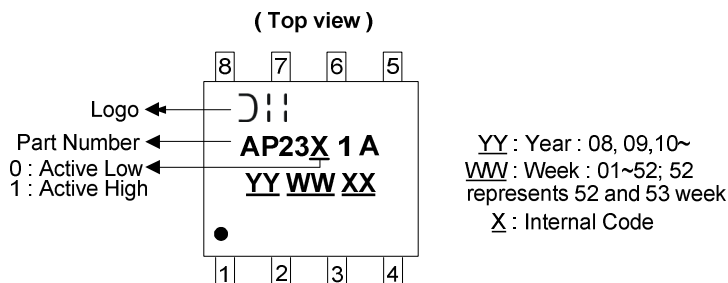 ( Top view )
8 7 6 5
Logo
Part Number
0 : Active Low
1 : Active High
AP23X 1 A
YY WW XX
1 2 3 4
YY : Year : 08, 09,10~
WW : Week : 01~52; 52
represents 52 and 53 week
X : Internal Code